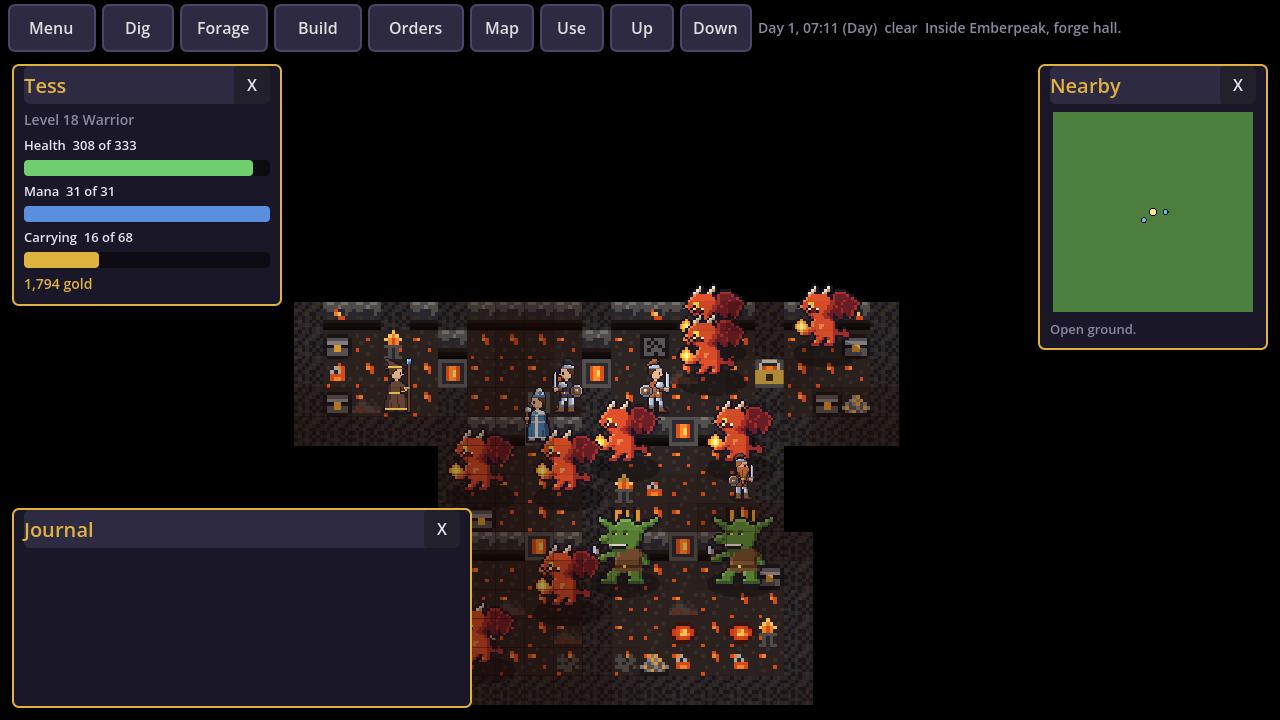 Menu Dig Forage Build Orders Map Use Up Down Day 1, 07:11 (Day) clear Inside Emberpeak, forge hall.
Tess X
Level 18 Warrior
Health 308 of 333
Mana 31 of 31
Carrying 16 of 68
1,794 gold
Nearby X
Open ground.
Journal X